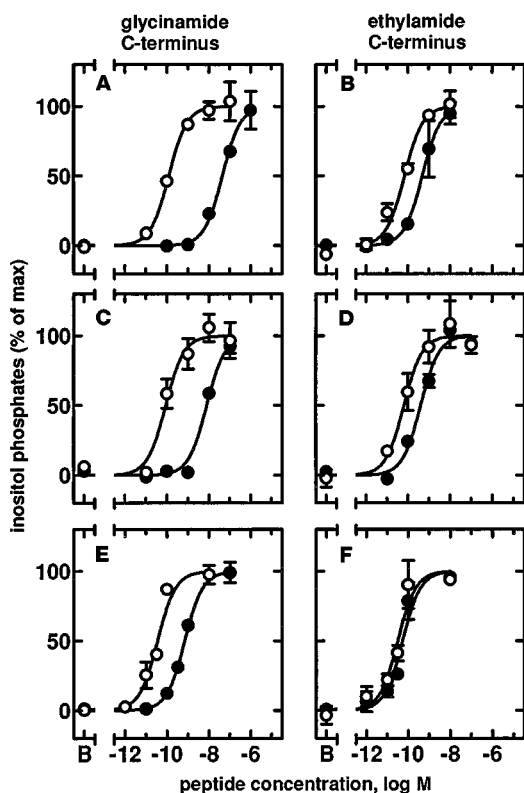 glycinamide ethylamide
C-terminus C-terminus
A B
100
50
0
C D
100
50
0
E F
100
50
0
inositol phosphates (% of max)
B -12 -10 -8 -6 B -12 -10 -8 -6
peptide concentration, log M